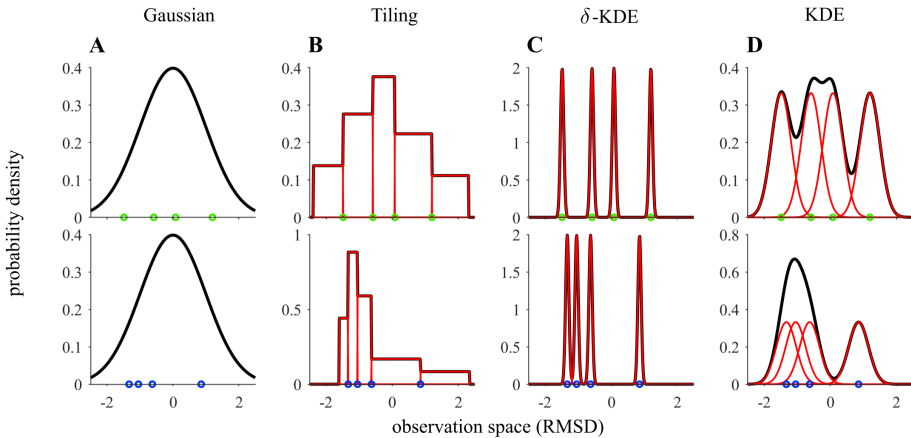 Gaussian Tiling δ-KDE KDE
A B C D
0.4 0.4 2 0.4
0.3 0.3 1.5 0.3
0.2 0.2 1 0.2
0.1 0.1 0.5 0.1
0 0 0 0
0.4 1 2 0.8
0.3 1.5 0.6
0.2 0.5 1 0.4
0.1 0.5 0.2
0 0 0 0
-2 0 2 -2 0 2 -2 0 2 -2 0 2
probability density
observation space (RMSD)